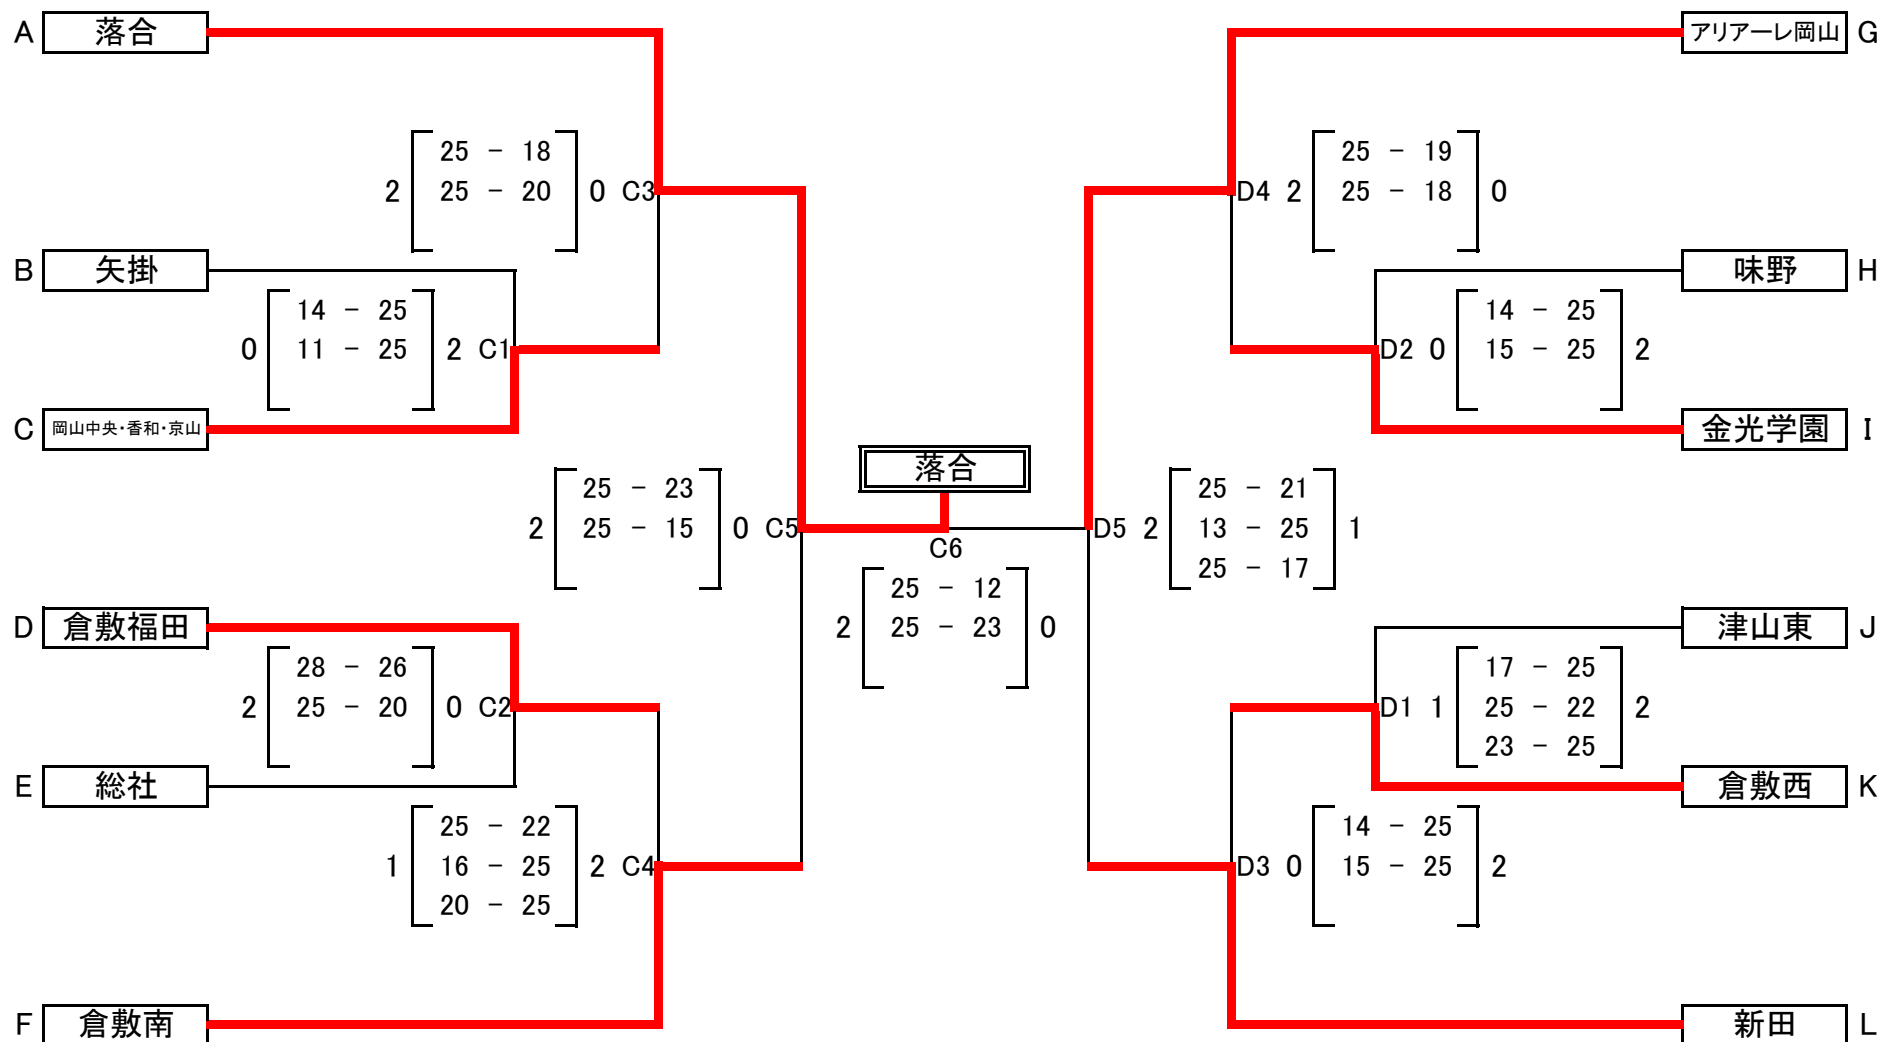 A 落合 アリアーレ岡山 G
25 － 18 25 － 19
2 25 － 20 0 C3 D4 2 25 － 18 0
B 矢掛 味野 H
14 － 25 14 － 25
0 11 － 25 2 C1 D2 0 15 － 25 2
C 岡山中央・香和・京山 金光学園 I
落合
25 － 23 25 － 21
2 25 － 15 0 C5 D5 2 13 － 25 1
C6
25 － 17
25 － 12
D 倉敷福田 2 25 － 23 0 津山東 J
28 － 26 17 － 25
2 25 － 20 0 C2 D1 1 25 － 22 2
23 － 25
E 総社 倉敷西 K
25 － 22 14 － 25
1 16 － 25 2 C4 D3 0 15 － 25 2
20 － 25
F 倉敷南 新田 L